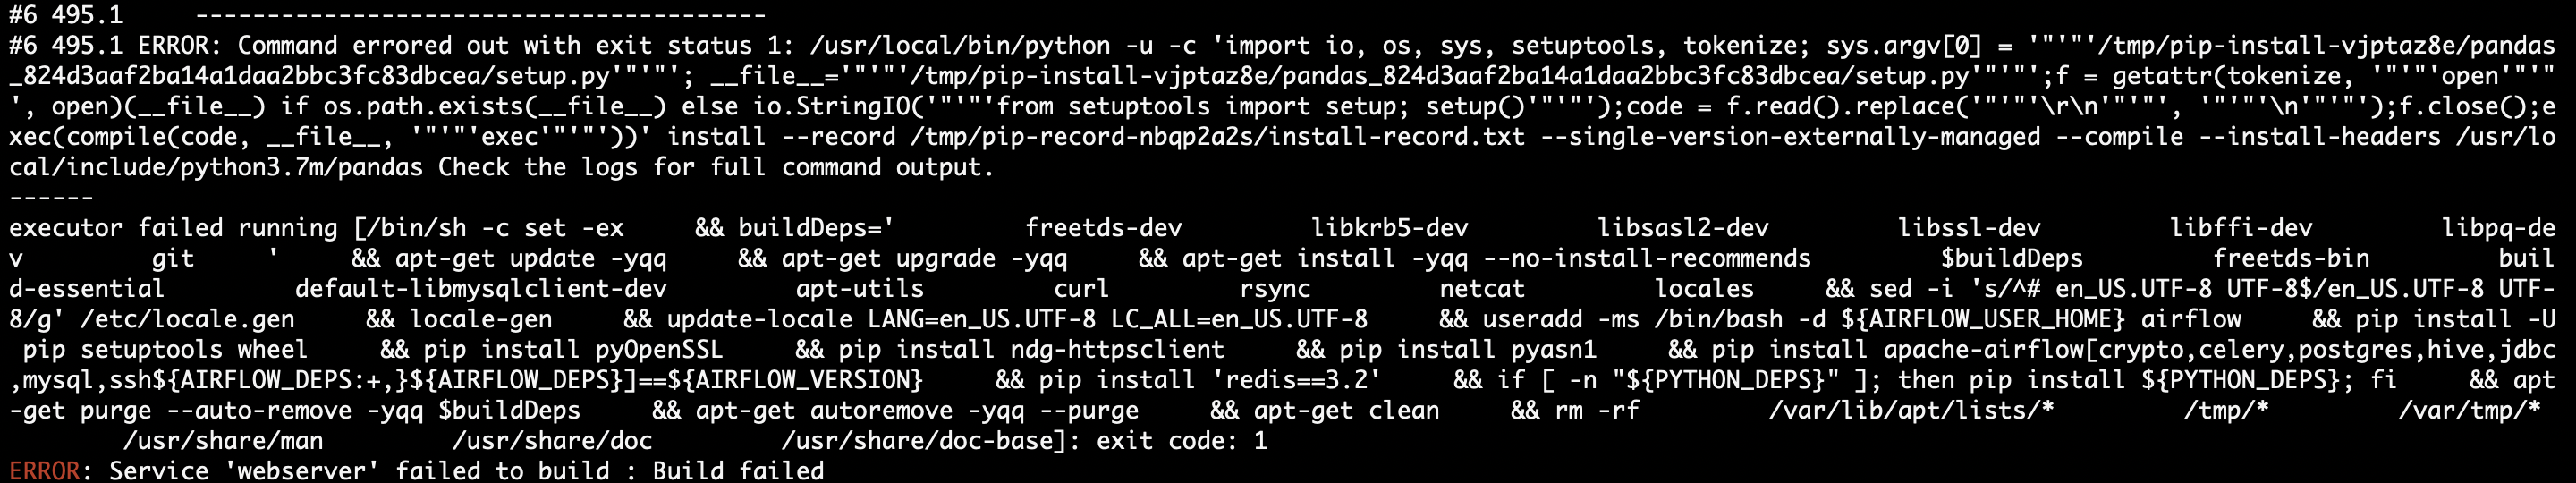 #6 495.1     ----------------------------------------
#6 495.1 ERROR: Command errored out with exit status 1: /usr/local/bin/python -u -c 'import io, os, sys, setuptools, tokenize; sys.argv[0] = '"'"'/tmp/pip-install-vjptaz8e/pandas
_824d3aaf2ba14a1daa2bbc3fc83dbcea/setup.py'"'"'; __file__='"'"'/tmp/pip-install-vjptaz8e/pandas_824d3aaf2ba14a1daa2bbc3fc83dbcea/setup.py'"'"';f = getattr(tokenize, '"'"'open'"'"
', open)(__file__) if os.path.exists(__file__) else io.StringIO('"'"'from setuptools import setup; setup()'"'"');code = f.read().replace('"'"'\r\n'"'"', '"'"'\n'"'"');f.close();e
xec(compile(code, __file__, '"'"'exec'"'"'))' install --record /tmp/pip-record-nbqp2a2s/install-record.txt --single-version-externally-managed --compile --install-headers /usr/lo
cal/include/python3.7m/pandas Check the logs for full command output.
------
executor failed running [/bin/sh -c set -ex     && buildDeps='         freetds-dev         libkrb5-dev         libsasl2-dev         libssl-dev         libffi-dev         libpq-de
v         git     '     && apt-get update -yqq     && apt-get upgrade -yqq     && apt-get install -yqq --no-install-recommends         $buildDeps         freetds-bin         buil
d-essential         default-libmysqlclient-dev         apt-utils         curl         rsync         netcat         locales     && sed -i 's/^# en_US.UTF-8 UTF-8$/en_US.UTF-8 UTF-
8/g' /etc/locale.gen     && locale-gen     && update-locale LANG=en_US.UTF-8 LC_ALL=en_US.UTF-8     && useradd -ms /bin/bash -d ${AIRFLOW_USER_HOME} airflow     && pip install -U
 pip setuptools wheel     && pip install pyOpenSSL     && pip install ndg-httpsclient     && pip install pyasn1     && pip install apache-airflow[crypto,celery,postgres,hive,jdbc
,mysql,ssh${AIRFLOW_DEPS:+,}${AIRFLOW_DEPS}]==${AIRFLOW_VERSION}     && pip install 'redis==3.2'     && if [ -n "${PYTHON_DEPS}" ]; then pip install ${PYTHON_DEPS}; fi     && apt
-get purge --auto-remove -yqq $buildDeps     && apt-get autoremove -yqq --purge     && apt-get clean     && rm -rf         /var/lib/apt/lists/*         /tmp/*         /var/tmp/*
        /usr/share/man         /usr/share/doc         /usr/share/doc-base]: exit code: 1
ERROR: Service 'webserver' failed to build : Build failed